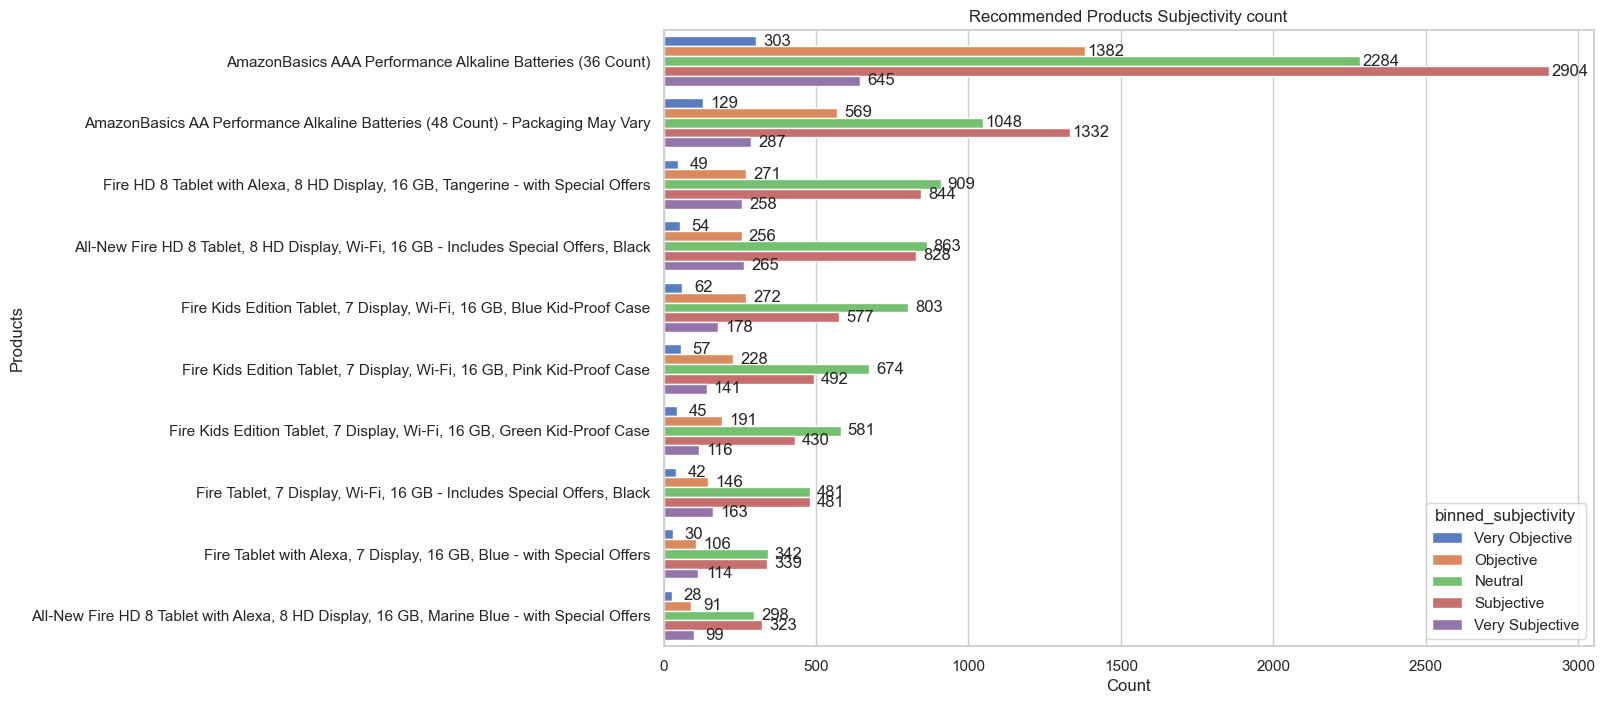 Recommended Products Subjectivity count
Products
AmazonBasics AAA Performance Alkaline Batteries (36 Count)
303
1382
2284
2904
645
AmazonBasics AA Performance Alkaline Batteries (48 Count) - Packaging May Vary
129
569
1048
1332
287
Fire HD 8 Tablet with Alexa, 8 HD Display, 16 GB, Tangerine - with Special Offers
49
271
909
844
258
All-New Fire HD 8 Tablet, 8 HD Display, Wi-Fi, 16 GB - Includes Special Offers, Black
54
256
863
828
265
Fire Kids Edition Tablet, 7 Display, Wi-Fi, 16 GB, Blue Kid-Proof Case
62
272
803
577
178
Fire Kids Edition Tablet, 7 Display, Wi-Fi, 16 GB, Pink Kid-Proof Case
57
228
674
492
141
Fire Kids Edition Tablet, 7 Display, Wi-Fi, 16 GB, Green Kid-Proof Case
45
191
581
430
116
Fire Tablet, 7 Display, Wi-Fi, 16 GB - Includes Special Offers, Black
42
146
481
481
163
Fire Tablet with Alexa, 7 Display, 16 GB, Blue - with Special Offers
30
106
342
339
114
All-New Fire HD 8 Tablet with Alexa, 8 HD Display, 16 GB, Marine Blue - with Special Offers
28
91
298
323
99
binned_subjectivity
Very Objective
Objective
Neutral
Subjective
Very Subjective
0 500 1000 1500 2000 2500 3000
Count